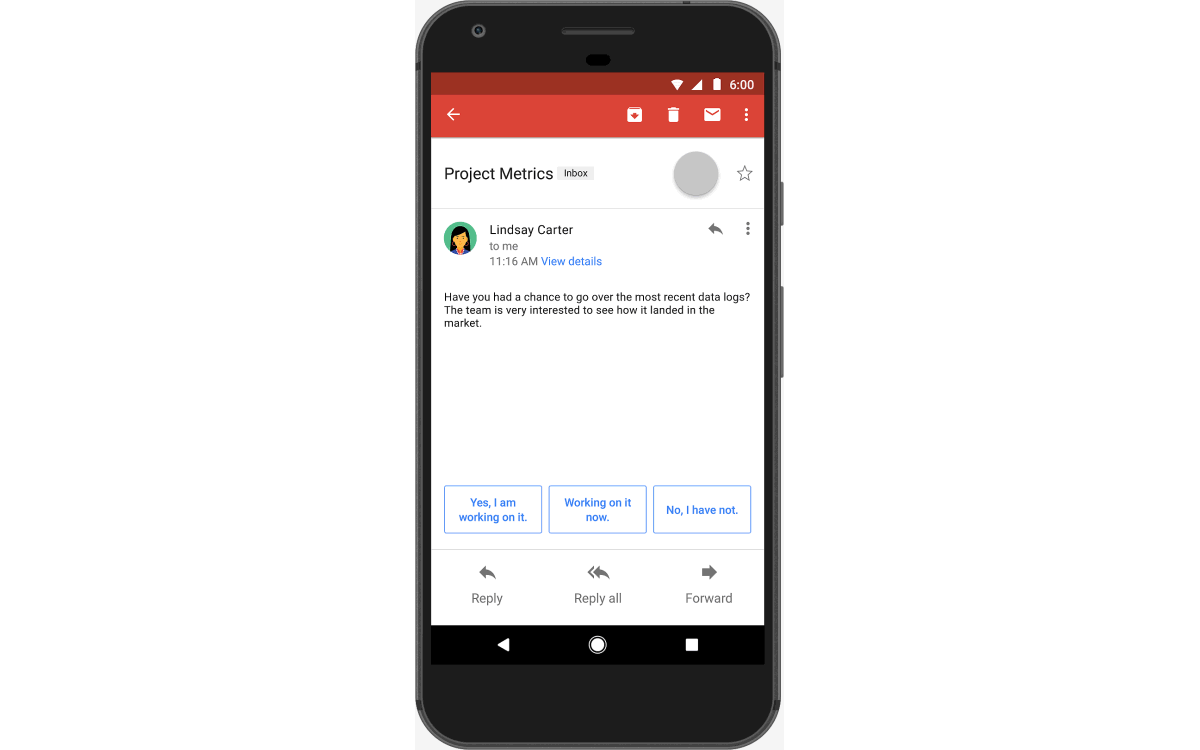 6:00
Project Metrics Inbox
Lindsay Carter
to me
11:16 AM View details
Have you had a chance to go over the most recent data logs?
The team is very interested to see how it landed in the
market.
Yes, I am
working on it.
Working on it
now.
No, I have not.
Reply
Reply all
Forward